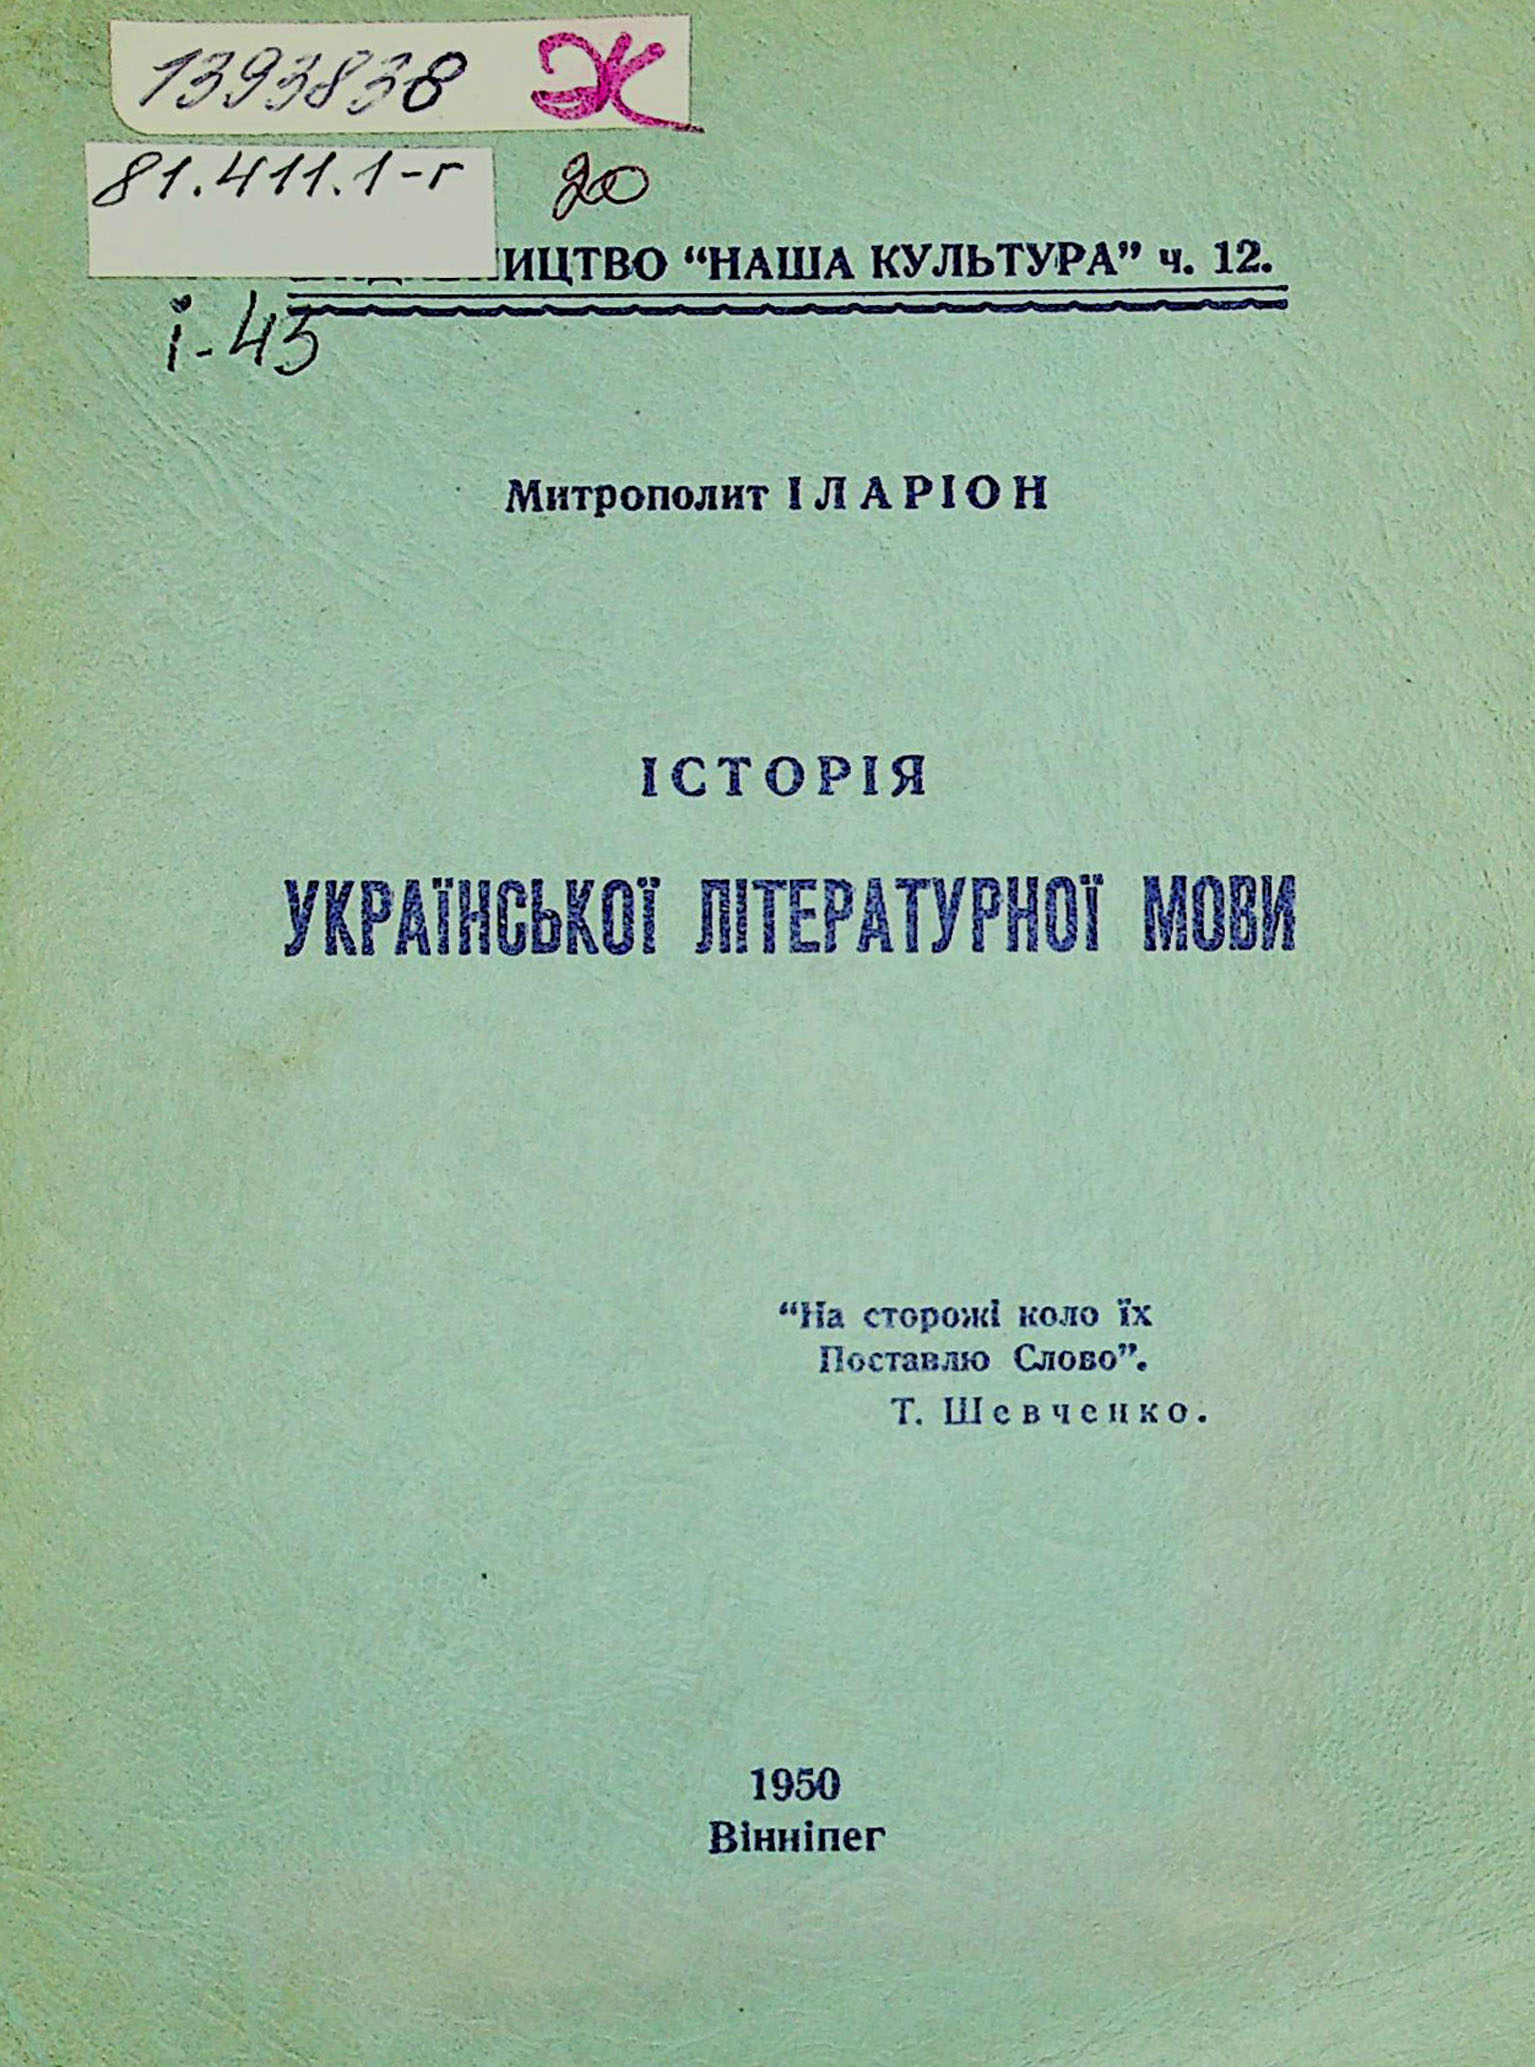 1393838 Ж
81.411.1-г 20
ИЦТВО “НАША КУЛЬТУРА” ч. 12.
і-43
Митрополит ІЛАРІОН
ІСТОРІЯ
УКРАЇНСЬКОЇ ЛІТЕРАТУРНОЇ МОВИ
“На сторожі коло їх
Поставлю Слово”.
Т. Шевченко.
1950
Вінніпег